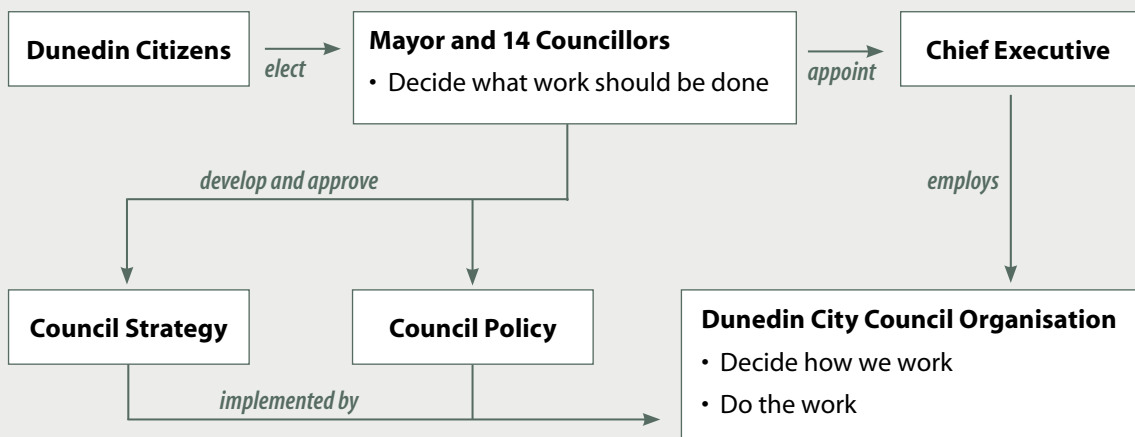 Dunedin Citizens
elect
Mayor and 14 Councillors
• Decide what work should be done
appoint
Chief Executive
develop and approve
employs
Council Strategy
Council Policy
Dunedin City Council Organisation
• Decide how we work
• Do the work
implemented by